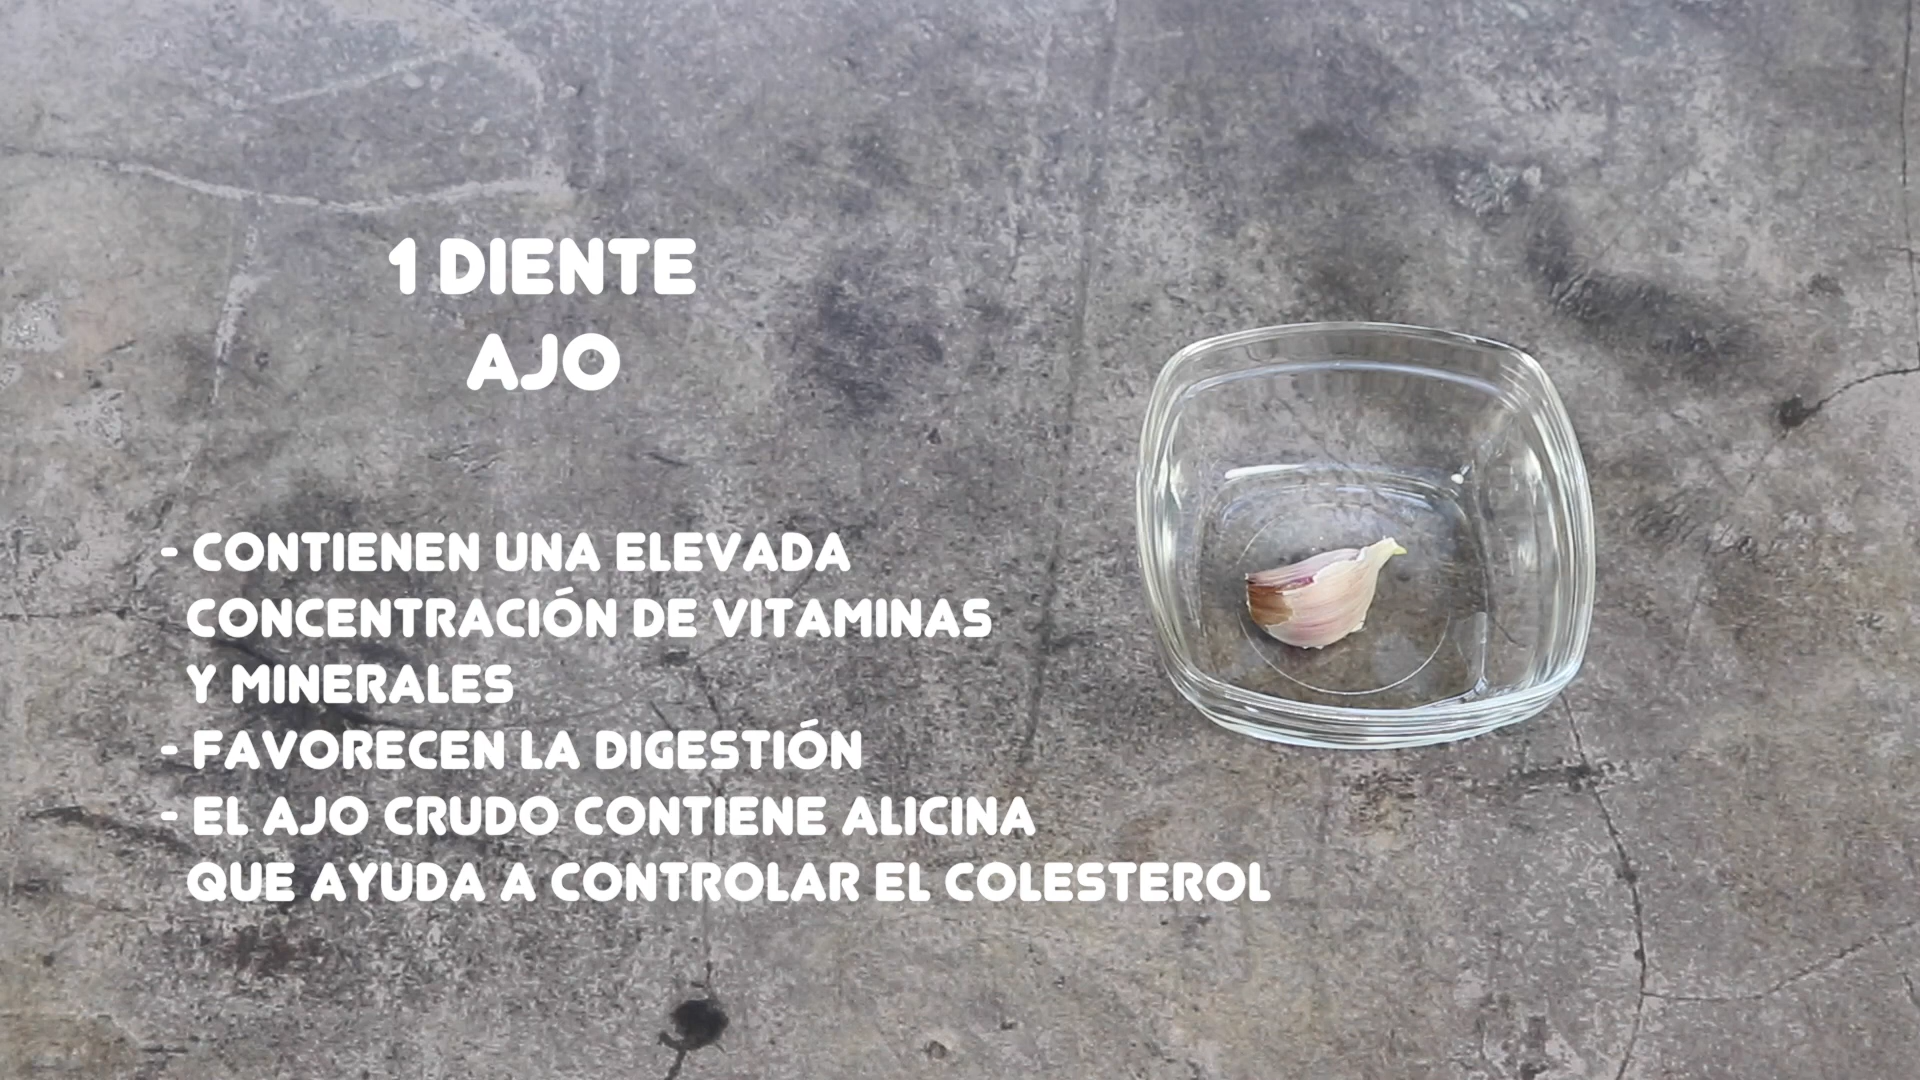 1 DIENTE
AJO
- CONTIENEN UNA ELEVADA
CONCENTRACIÓN DE VITAMINAS
Y MINERALES
- FAVORECEN LA DIGESTIÓN
- EL AJO CRUDO CONTIENE ALICINA
QUE AYUDA A CONTROLAR EL COLESTEROL